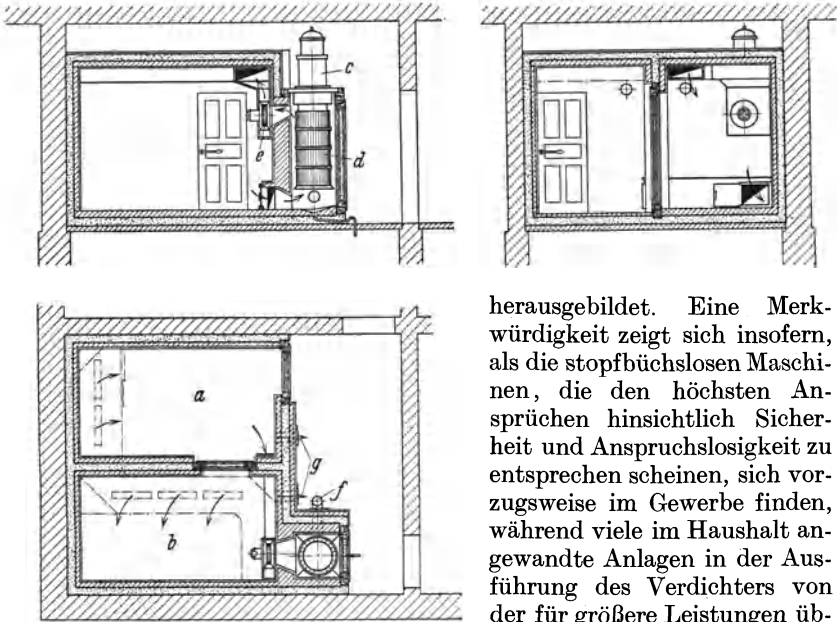 c
e
d
a
g
f
b
herausgebildet. Eine Merk-
würdigkeit zeigt sich insofern,
als die stopfbüchslosen Maschi-
nen, die den höchsten An-
sprüchen hinsichtlich Sicher-
heit und Anspruchslosigkeit zu
entsprechen scheinen, sich vor-
zugsweise im Gewerbe finden,
während viele im Haushalt an-
gewandte Anlagen in der Aus-
führung des Verdichters von
der für größere Leistungen üb-